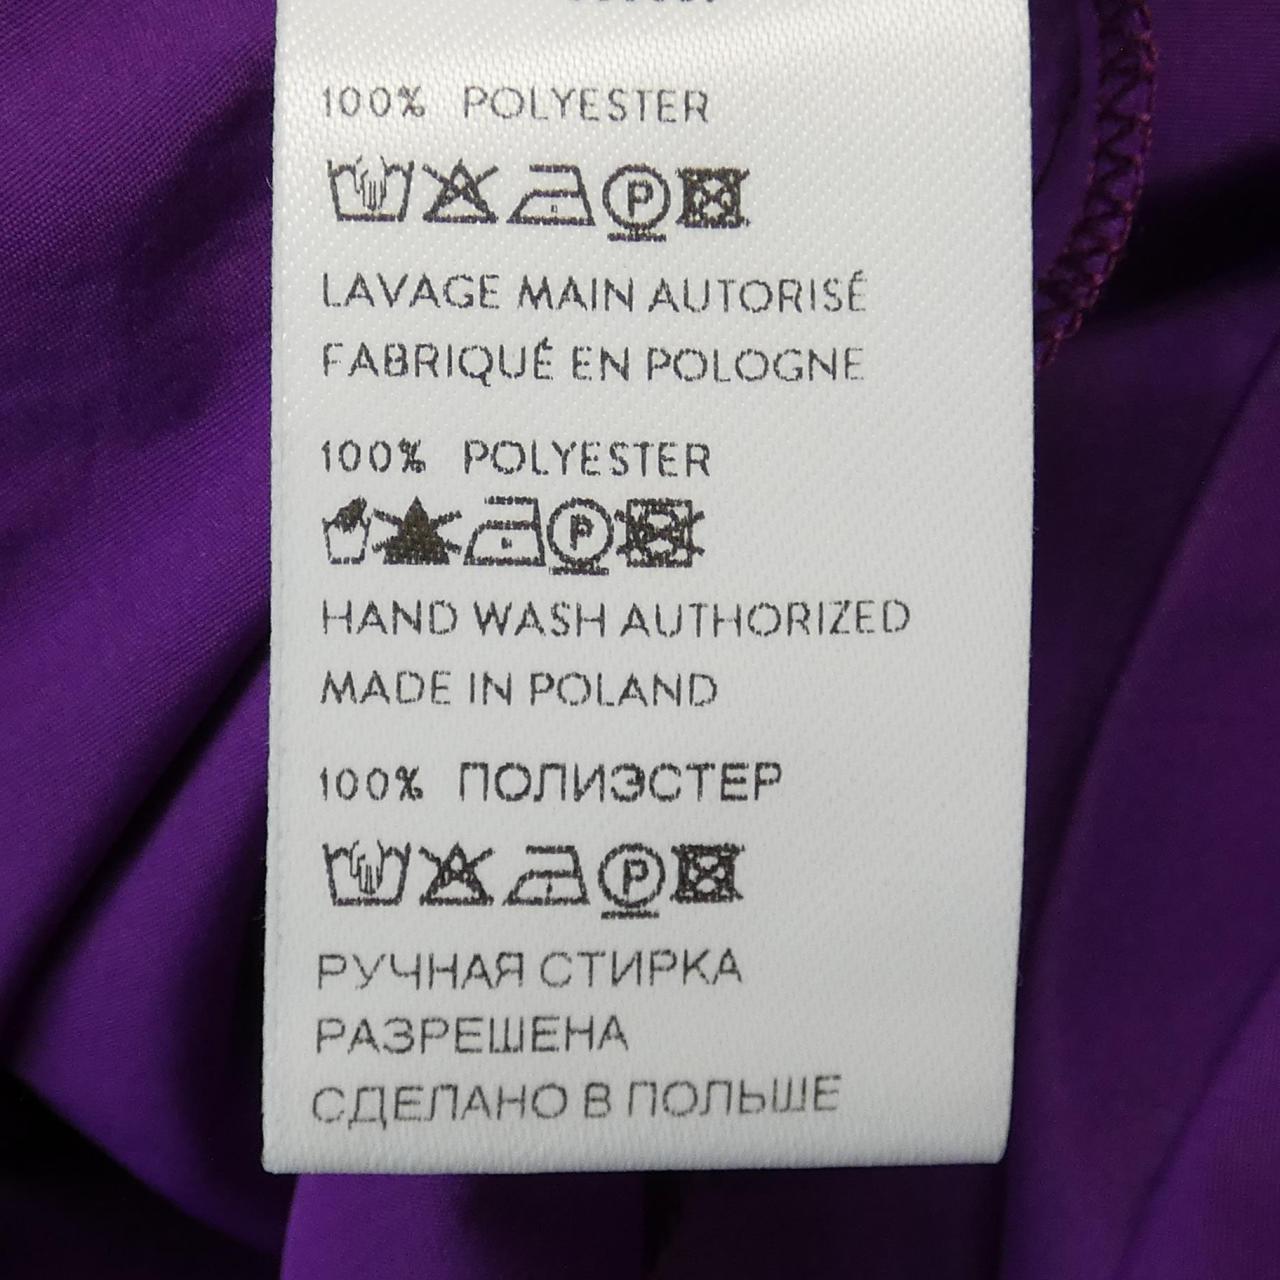 100% POLYESTER
LAVAGE MAIN AUTORISÉ
FABRIQUÉ EN POLOGNE
100% POLYESTER
HAND WASH AUTHORIZED
MADE IN POLAND
100% ПОЛИЭСТЕР
РУЧНАЯ СТИРКА
РАЗРЕШЕНА
СДЕЛАНО В ПОЛЬШЕ